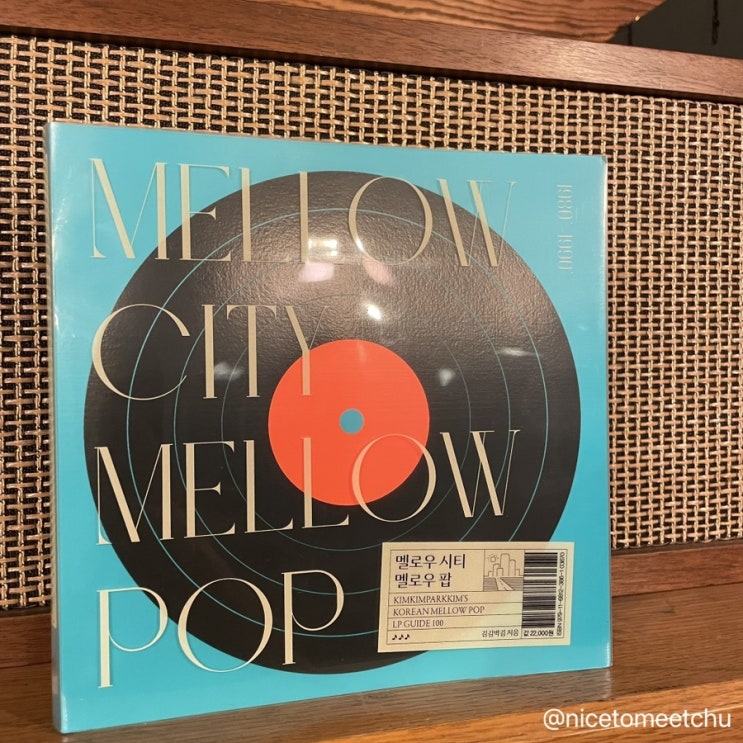 MELLOW
CITY
MELLOW
POP
1980-1990
멜로우 시티
멜로우 팝
KIMKIMPARKKIM'S
KOREAN MELLOW POP
LP GUIDE 100
♪♪♪
김김박김 지음
값 22,000원
@nicetomeetchu